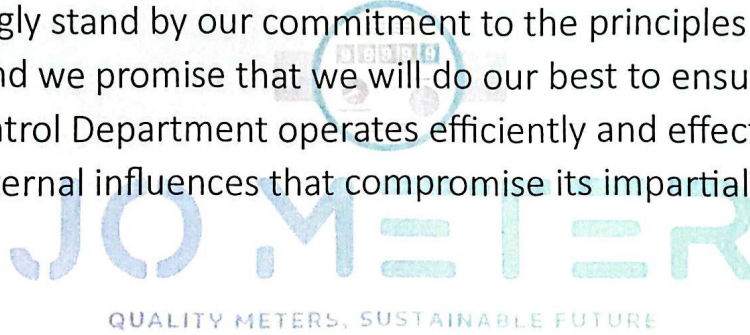 gly stand by our commitment to the principles
nd we promise that we will do our best to ensu
ntrol Department operates efficiently and effect
ternal influences that compromise its impartial
JO METER
QUALITY METERS, SUSTAINABLE FUTURE